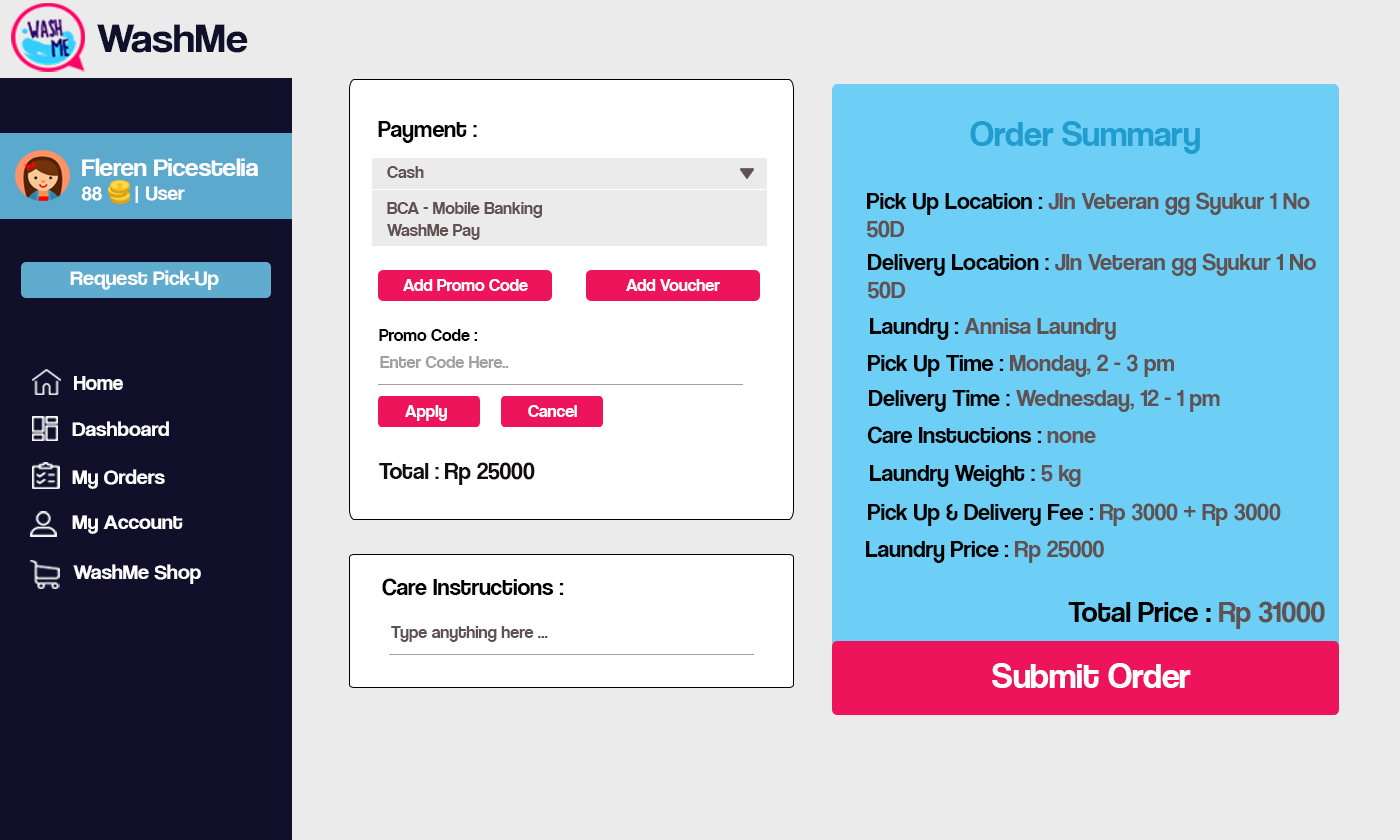 WASH
ME
WashMe
Fleren Picestelia
88 | User
Request Pick-Up
Home
Dashboard
My Orders
My Account
WashMe Shop
Payment :
Cash
BCA - Mobile Banking
WashMe Pay
Add Promo Code
Add Voucher
Promo Code :
Enter Code Here..
Apply
Cancel
Total : Rp 25000
Care Instructions :
Type anything here ...
Order Summary
Pick Up Location : Jln Veteran gg Syukur 1 No
50D
Delivery Location : Jln Veteran gg Syukur 1 No
50D
Laundry : Annisa Laundry
Pick Up Time : Monday, 2 - 3 pm
Delivery Time : Wednesday, 12 - 1 pm
Care Instuctions : none
Laundry Weight : 5 kg
Pick Up & Delivery Fee : Rp 3000 + Rp 3000
Laundry Price : Rp 25000
Total Price : Rp 31000
Submit Order